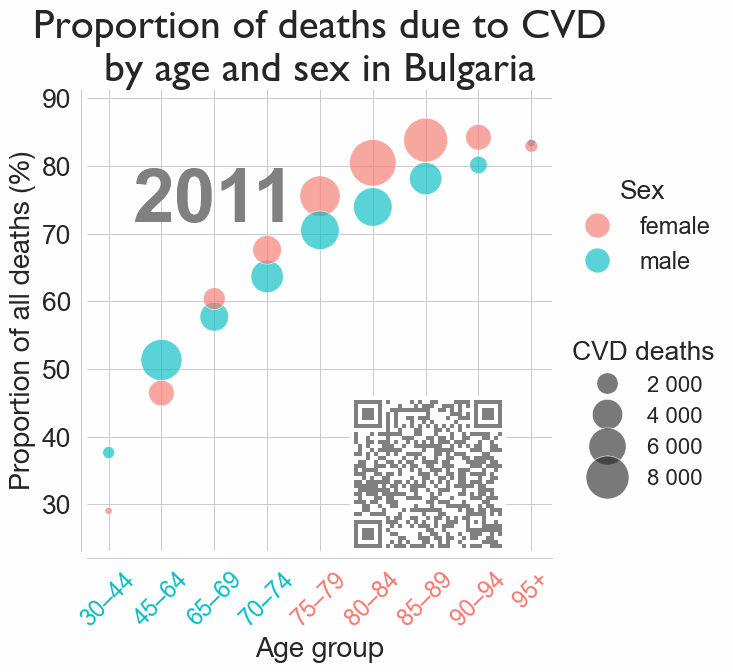 Proportion of deaths due to CVD
by age and sex in Bulgaria
90
80
70
60
50
40
30
Proportion of all deaths (%)
2011
Sex
female
male
CVD deaths
2 000
4 000
6 000
8 000
30–44
45–64
65–69
70–74
75–79
80–84
85–89
90–94
95+
Age group